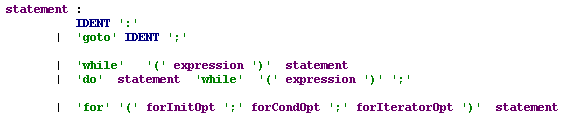 statement :
IDENT ':'
| 'goto' IDENT ';'
| 'while' '(' expression ')' statement
| 'do' statement 'while' '(' expression ')' ';'
| 'for' '(' forInitOpt ';' forCondOpt ';' forIteratorOpt ')' statement